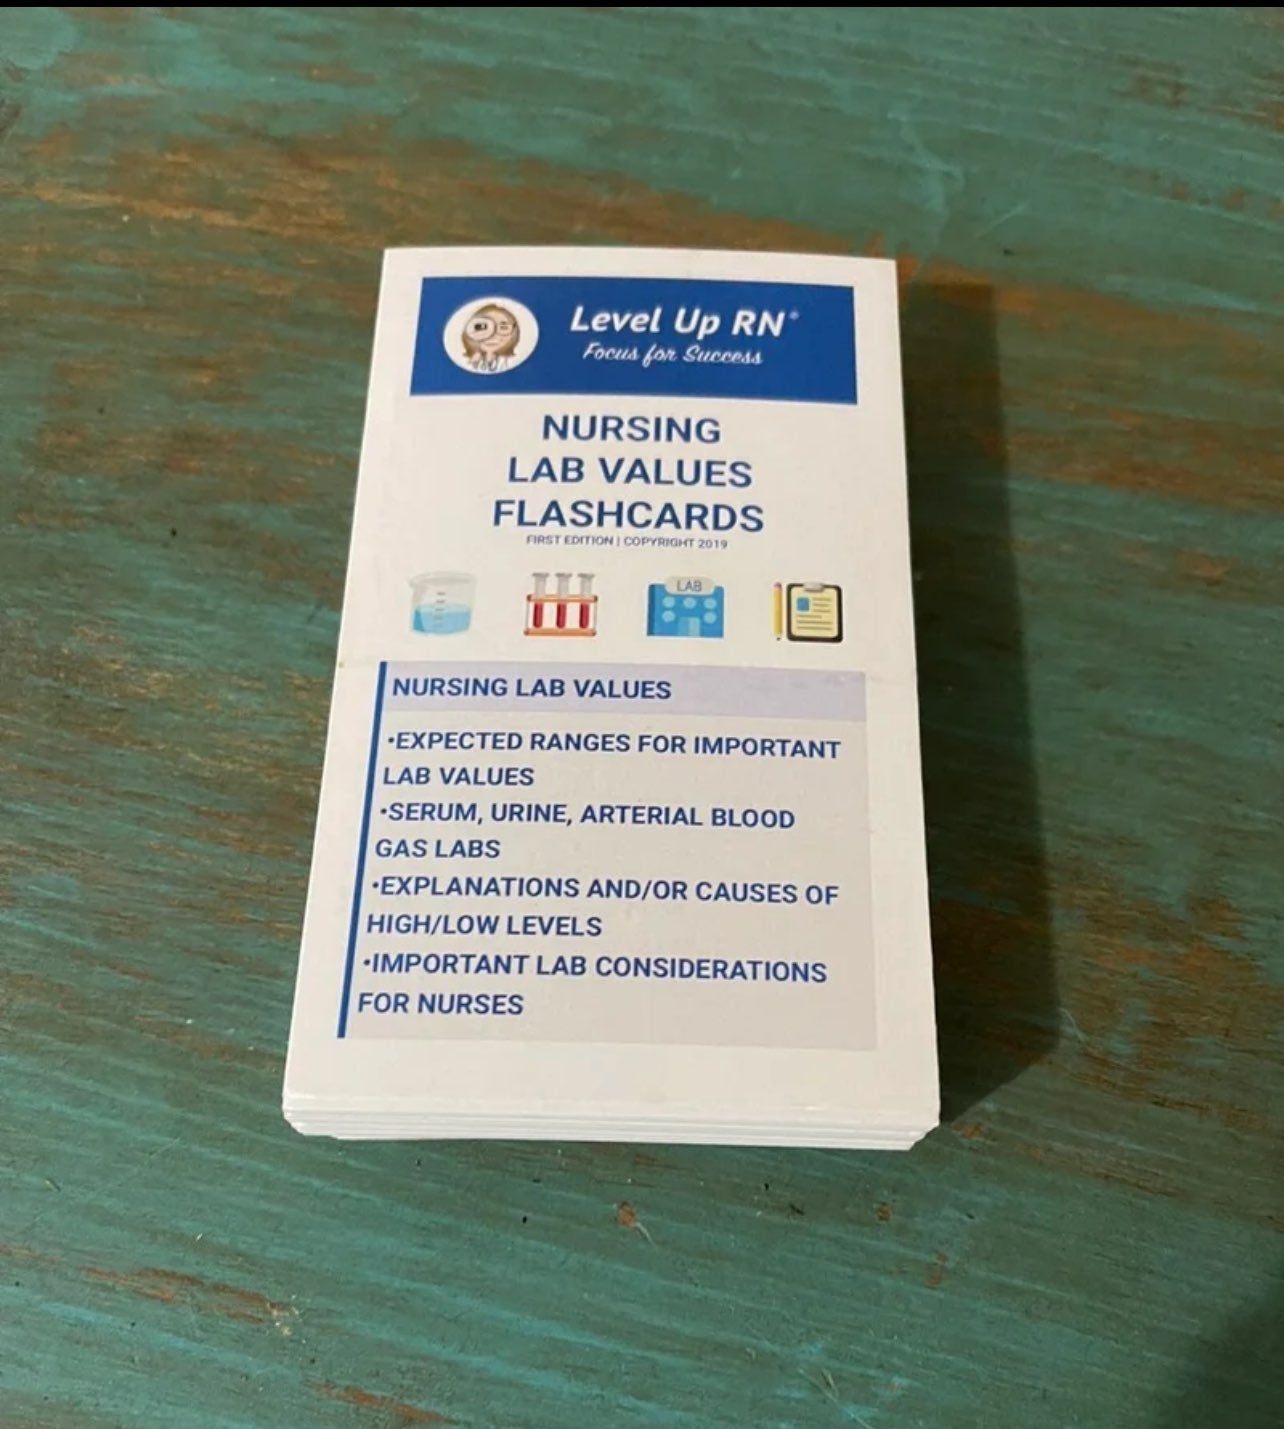 Level Up RN®
Focus for Success
NURSING
LAB VALUES
FLASHCARDS
FIRST EDITION | COPYRIGHT 2019
LAB
NURSING LAB VALUES
•EXPECTED RANGES FOR IMPORTANT
LAB VALUES
•SERUM, URINE, ARTERIAL BLOOD
GAS LABS
•EXPLANATIONS AND/OR CAUSES OF
HIGH/LOW LEVELS
•IMPORTANT LAB CONSIDERATIONS
FOR NURSES